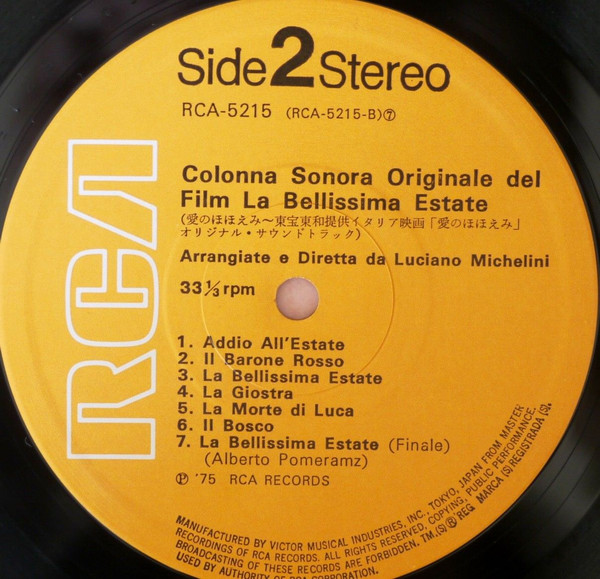 Side 2 Stereo
RCA-5215 (RCA-5215-B)⑦
RCA
Colonna Sonora Originale del
Film La Bellissima Estate
(愛のほほえみ〜東宝東和提供イタリア映画「愛のほほえみ」
オリジナル・サウンドトラック)
Arrangiate e Diretta da Luciano Michelini
33⅓rpm
1. Addio All'Estate
2. Il Barone Rosso
3. La Bellissima Estate
4. La Giostra
5. La Morte di Luca
6. Il Bosco
7. La Bellissima Estate (Finale)
(Alberto Pomeramz)
Ⓟ '75 RCA RECORDS
MANUFACTURED BY VICTOR MUSICAL INDUSTRIES, INC., TOKYO, JAPAN FROM MASTER
RECORDINGS OF RCA RECORDS. ALL RIGHTS RESERVED, COPYING, PUBLIC PERFORMANCE,
BROADCASTING OF THESE RECORDS ARE FORBIDDEN. TM,(S) Ⓡ REG MARCA (S) REGISTRADA (S).
USED BY AUTHORITY OF RCA CORPORATION.